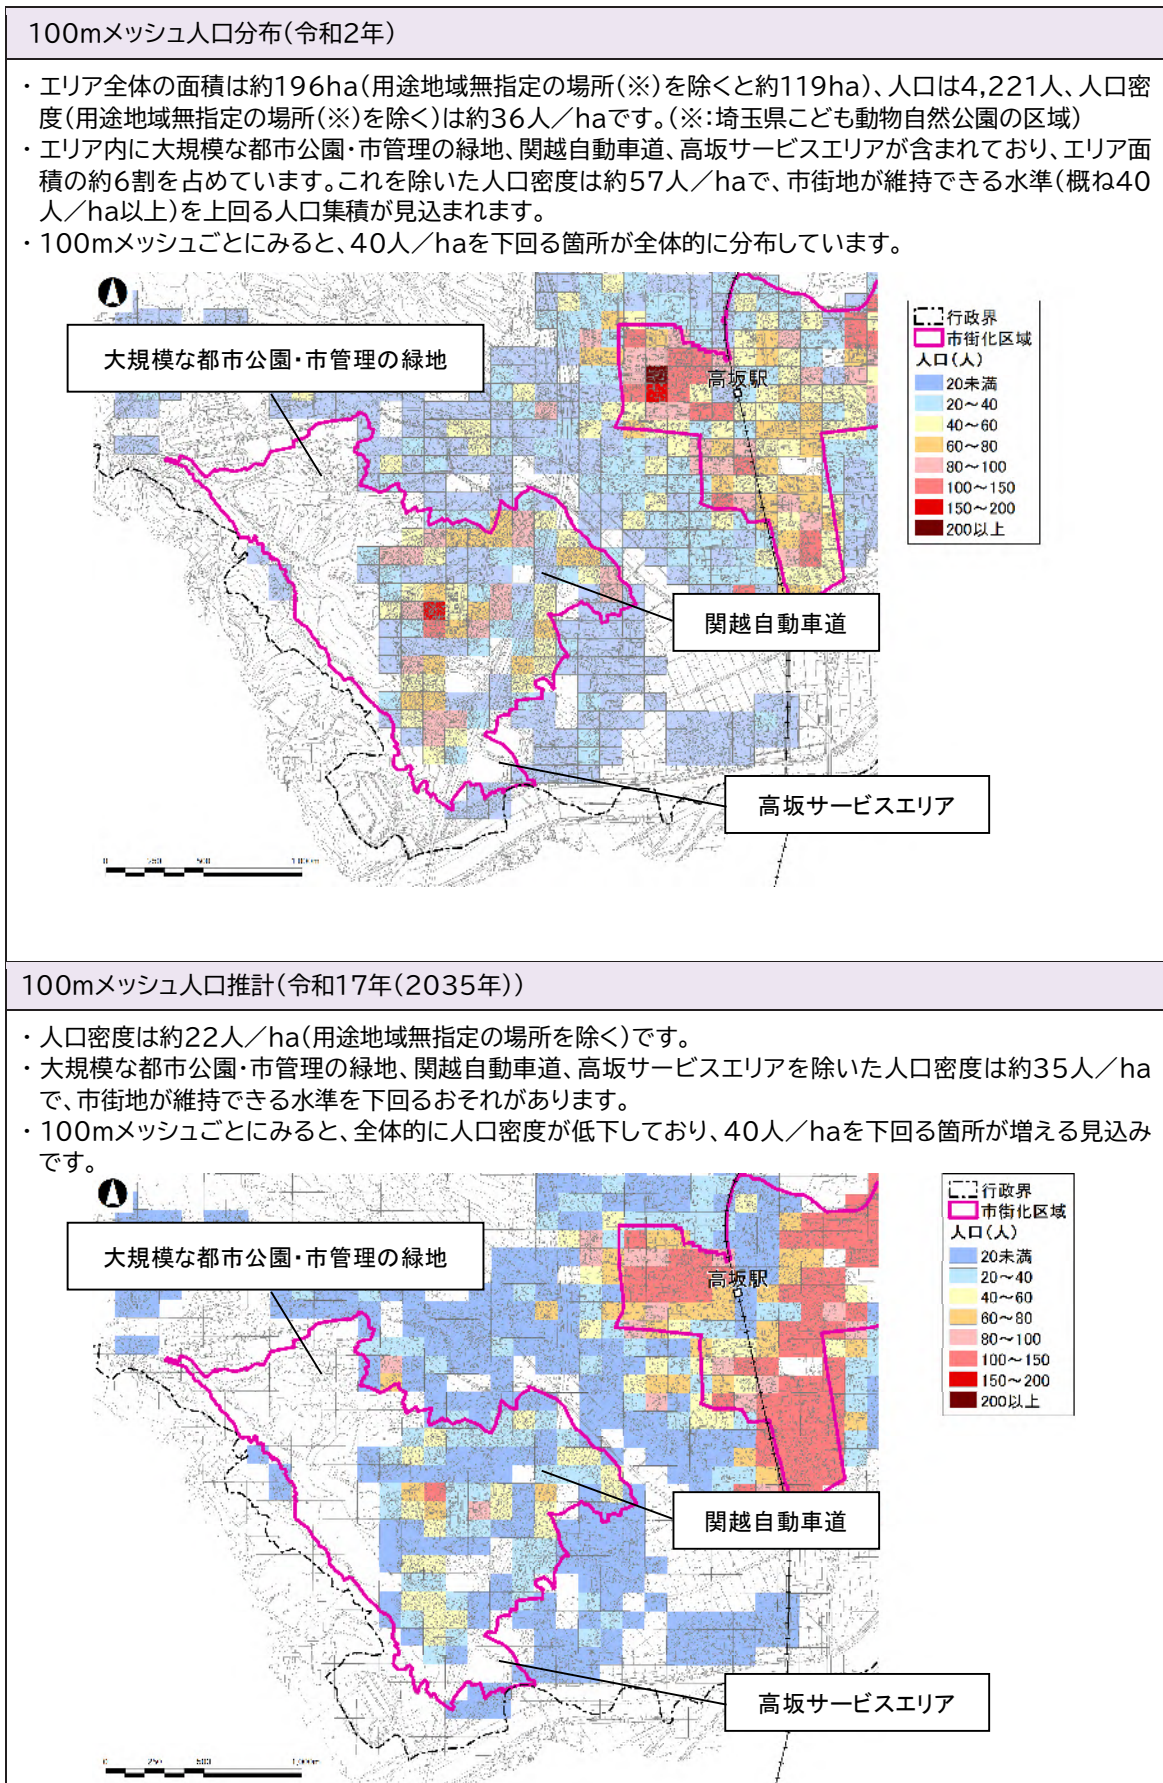 100mメッシュ人口分布(令和2年)
・エリア全体の面積は約196ha(用途地域無指定の場所(※)を除くと約119ha)、人口は4,221人、人口密
度(用途地域無指定の場所(※)を除く)は約36人/haです。(※:埼玉県こども動物自然公園の区域)
・エリア内に大規模な都市公園・市管理の緑地、関越自動車道、高坂サービスエリアが含まれており、エリア面
積の約6割を占めています。これを除いた人口密度は約57人/haで、市街地が維持できる水準(概ね40
人/ha以上)を上回る人口集積が見込まれます。
・100mメッシュごとにみると、40人/haを下回る箇所が全体的に分布しています。
大規模な都市公園・市管理の緑地
高坂駅
関越自動車道
高坂サービスエリア
行政界
市街化区域
人口(人)
20未満
20~40
40~60
60~80
80~100
100~150
150~200
200以上
0 250 500 1,000m
100mメッシュ人口推計(令和17年(2035年))
・人口密度は約22人/ha(用途地域無指定の場所を除く)です。
・大規模な都市公園・市管理の緑地、関越自動車道、高坂サービスエリアを除いた人口密度は約35人/ha
で、市街地が維持できる水準を下回るおそれがあります。
・100mメッシュごとにみると、全体的に人口密度が低下しており、40人/haを下回る箇所が増える見込み
です。
大規模な都市公園・市管理の緑地
高坂駅
関越自動車道
高坂サービスエリア
行政界
市街化区域
人口(人)
20未満
20~40
40~60
60~80
80~100
100~150
150~200
200以上
0 250 500 1,000m